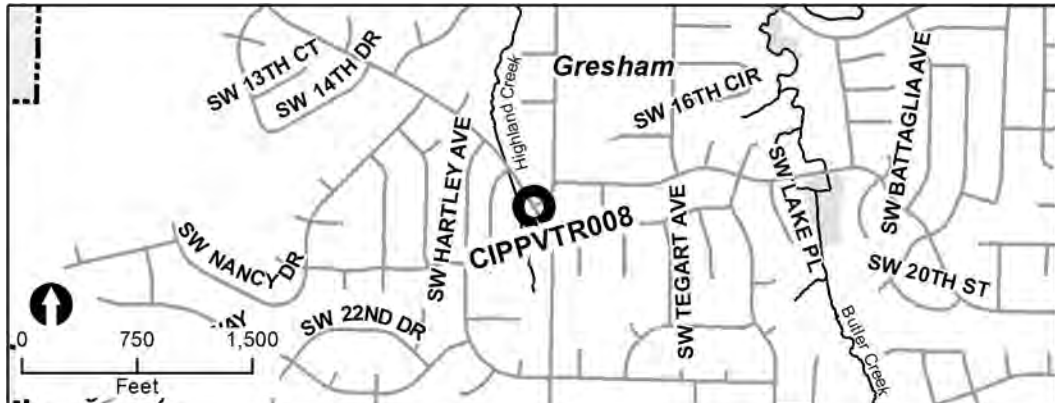 SW 13TH CT
SW 14TH DR
Highland Creek
Gresham
SW 16TH CIR
SW BATTAGLIA AVE
SW HARTLEY AVE
CIPPVTR008
SW TEGART AVE
SW LAKE PL
SW NANCY DR
SW 20TH ST
SW 22ND DR
Butler Creek
0 750 1,500
Feet